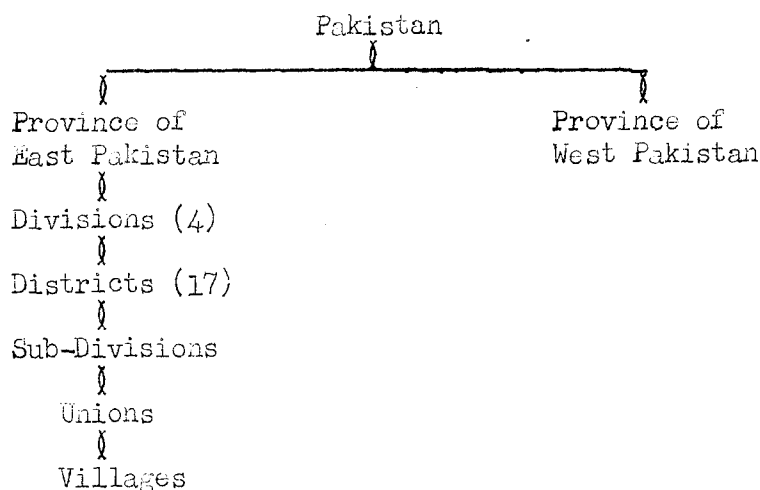 Pakistan
Province of
East Pakistan
Province of
West Pakistan
Divisions (4)
Districts (17)
Sub-Divisions
Unions
Villages